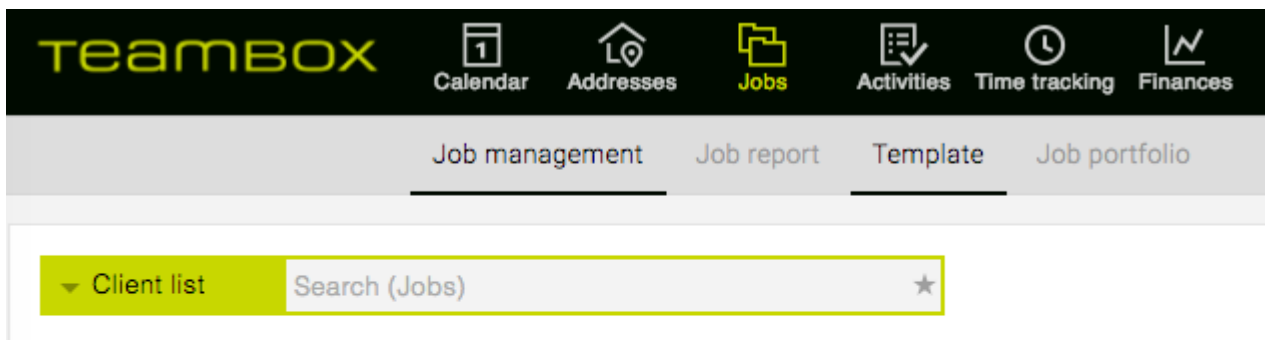 TeamBOX
1
Calendar Addresses Jobs Activities Time tracking Finances
Job management Job report Template Job portfolio
Client list Search (Jobs)